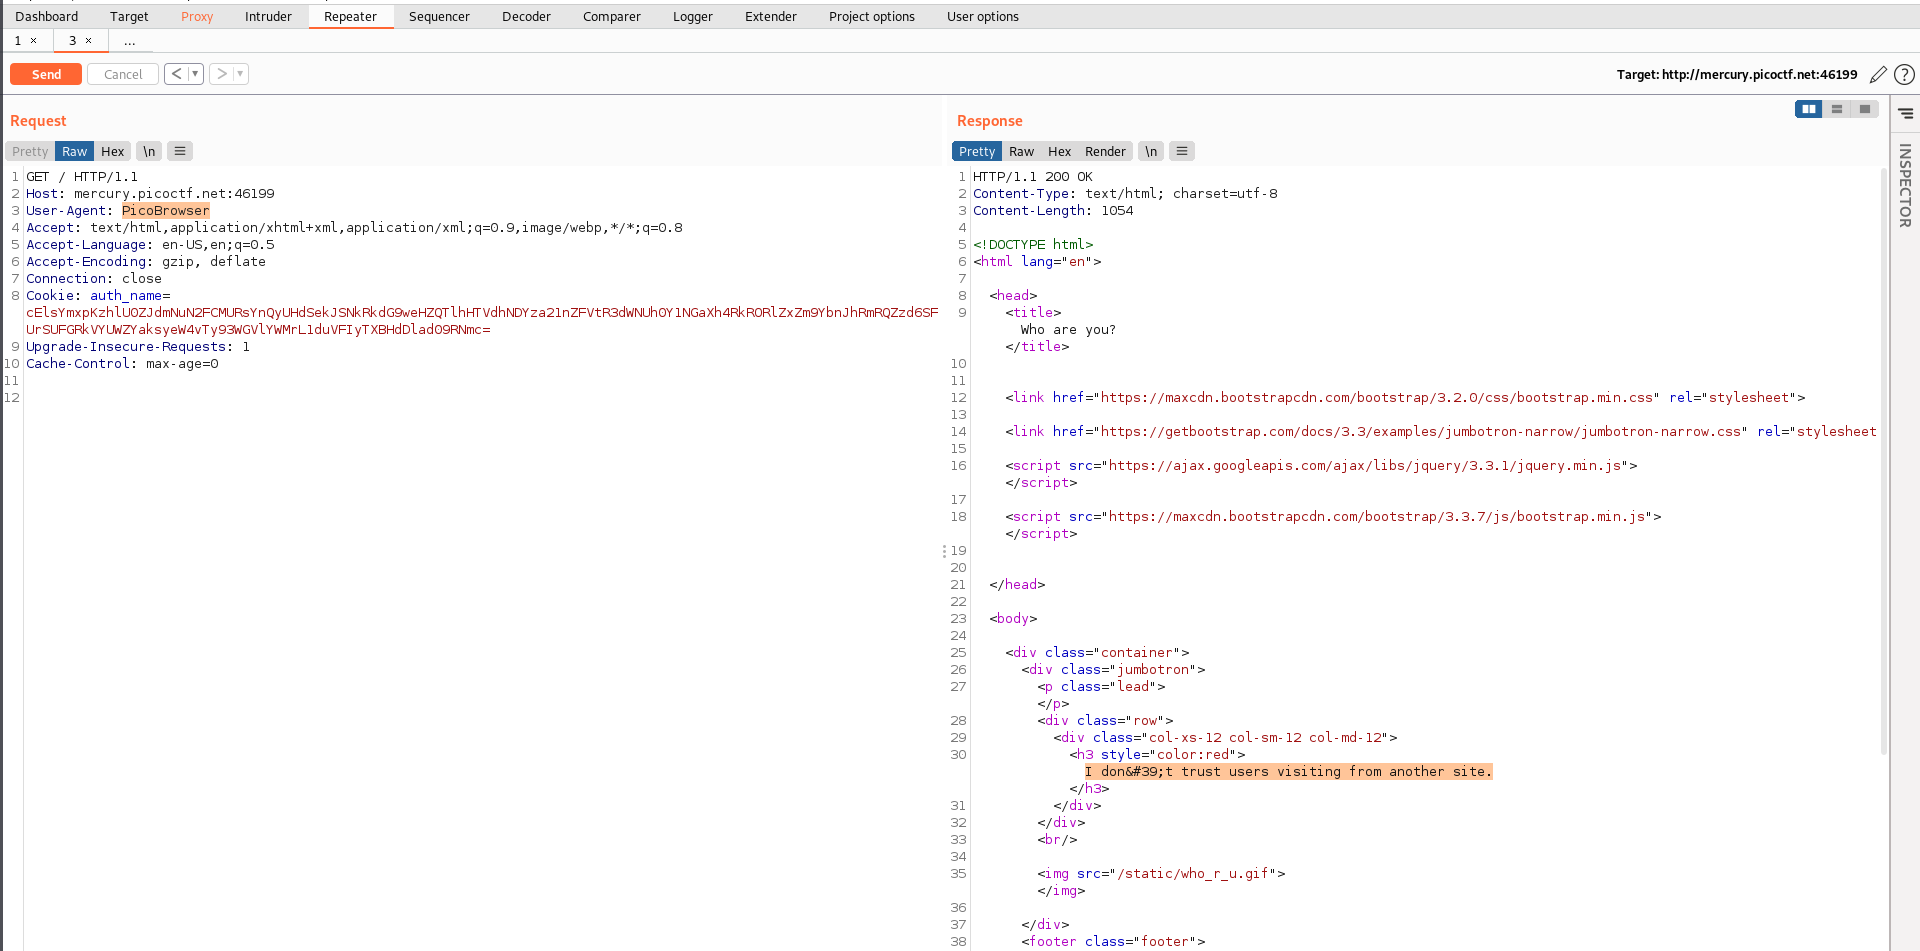 Dashboard Target Proxy Intruder Repeater Sequencer Decoder Comparer Logger Extender Project options User options
1 × 3 × ...
Send Cancel < ▼ > ▼ Target: http://mercury.picoctf.net:46199 ?
Request
Pretty Raw Hex \n ≡
1 GET / HTTP/1.1
2 Host: mercury.picoctf.net:46199
3 User-Agent: PicoBrowser
4 Accept: text/html,application/xhtml+xml,application/xml;q=0.9,image/webp,*/*;q=0.8
5 Accept-Language: en-US,en;q=0.5
6 Accept-Encoding: gzip, deflate
7 Connection: close
8 Cookie: auth_name=
cElsYmxpKzhlU0ZJdmNuN2FCMURsYnQyUHdSekJSNkRkdG9weHZQTlhHTVdhNDYza21nZFVtR3dWNUh0Y1NGaXh4RkRORlZxZm9YbnJhRmRQZzd6SF
UrSUFGRkVYUWZYaksyeW4vTy93WGVlYWMrL1duVFIyTXBHdDlad09RNmc=
9 Upgrade-Insecure-Requests: 1
10 Cache-Control: max-age=0
11
12
Response
Pretty Raw Hex Render \n ≡
1 HTTP/1.1 200 OK
2 Content-Type: text/html; charset=utf-8
3 Content-Length: 1054
4
5 <!DOCTYPE html>
6 <html lang="en">
7
8 <head>
9 <title>
Who are you?
</title>
10
11
12 <link href="https://maxcdn.bootstrapcdn.com/bootstrap/3.2.0/css/bootstrap.min.css" rel="stylesheet">
13
14 <link href="https://getbootstrap.com/docs/3.3/examples/jumbotron-narrow/jumbotron-narrow.css" rel="stylesheet
15
16 <script src="https://ajax.googleapis.com/ajax/libs/jquery/3.3.1/jquery.min.js">
</script>
17
18 <script src="https://maxcdn.bootstrapcdn.com/bootstrap/3.3.7/js/bootstrap.min.js">
</script>
19
20
21 </head>
22
23 <body>
24
25 <div class="container">
26 <div class="jumbotron">
27 <p class="lead">
</p>
28 <div class="row">
29 <div class="col-xs-12 col-sm-12 col-md-12">
30 <h3 style="color:red">
I don&#39;t trust users visiting from another site.
</h3>
31 </div>
32 </div>
33 <br/>
34
35 <img src="/static/who_r_u.gif">
</img>
36
37 </div>
38 <footer class="footer">
INSPECTOR